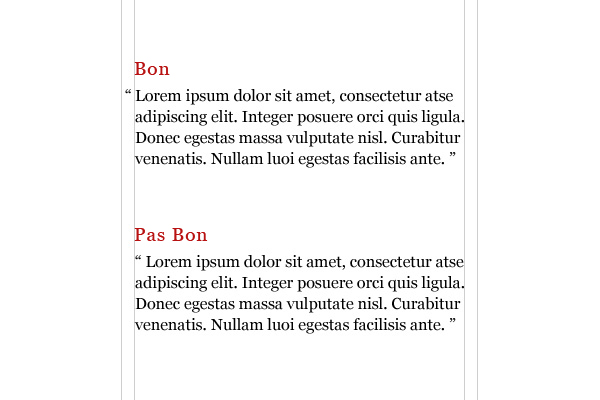 Bon
“ Lorem ipsum dolor sit amet, consectetur atse
adipiscing elit. Integer posuere orci quis ligula.
Donec egestas massa vulputate nisl. Curabitur
venenatis. Nullam luoi egestas facilisis ante. ”
Pas Bon
“ Lorem ipsum dolor sit amet, consectetur atse
adipiscing elit. Integer posuere orci quis ligula.
Donec egestas massa vulputate nisl. Curabitur
venenatis. Nullam luoi egestas facilisis ante. ”